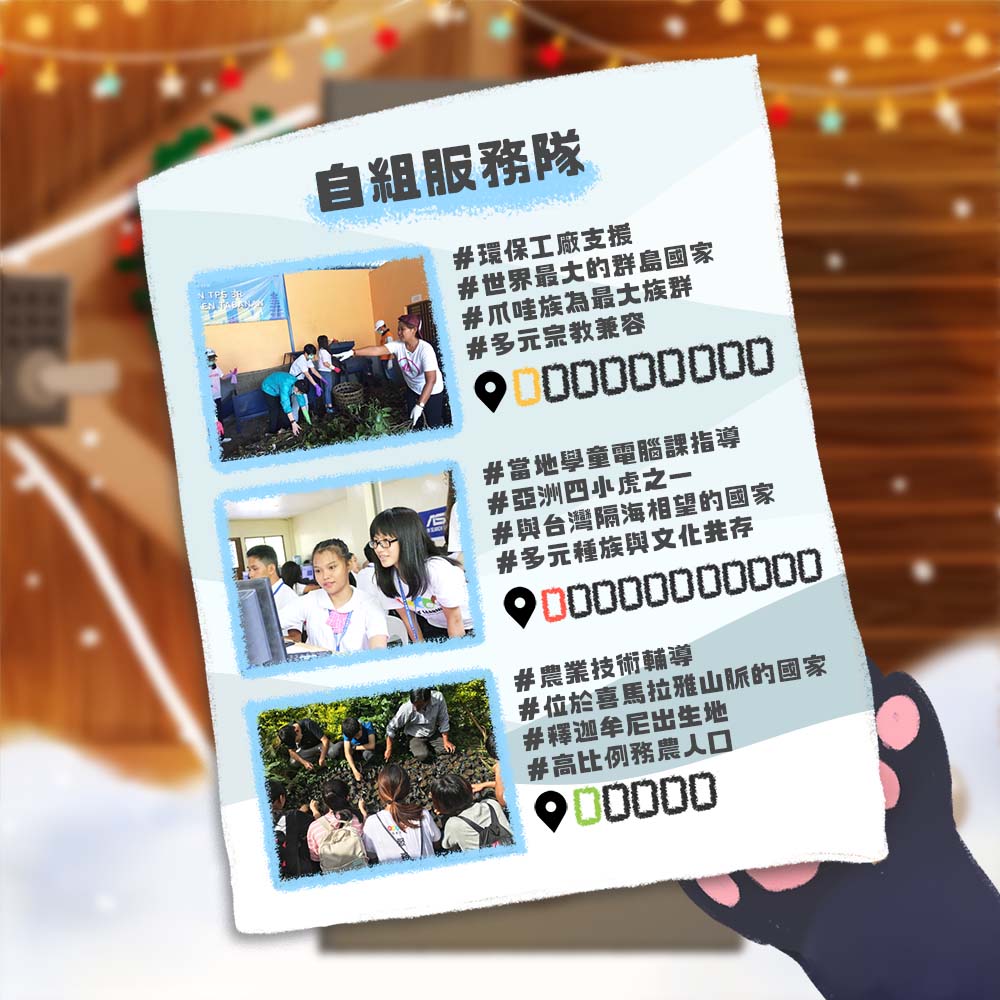 自組服務隊
N TPS 3R
EN TABANAN
#環保工廠支援
#世界最大的群島國家
#爪哇族為最大族群
#多元宗教兼容
#當地學童電腦課指導
#亞洲四小虎之一
#與台灣隔海相望的國家
#多元種族與文化共存
#農業技術輔導
#位於喜馬拉雅山脈的國家
#釋迦牟尼出生地
#高比例務農人口